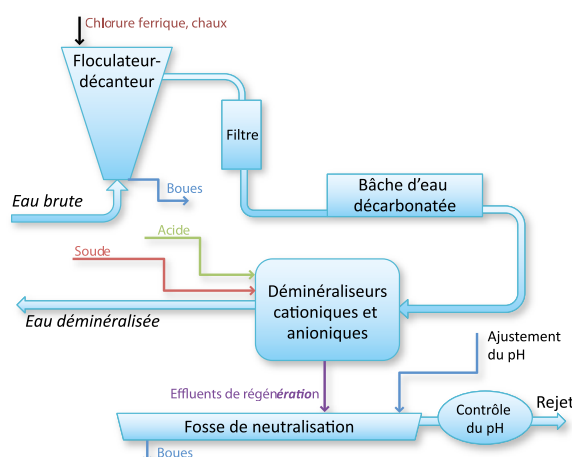 Chlorure ferrique, chaux
Floculateur-
décanteur
Filtre
Boues
Eau brute
Bâche d'eau
décarbonatée
Acide
Soude
Déminéraliseurs
cationiques et
anioniques
Eau déminéralisée
Ajustement
du pH
Effluents de régénération
Rejet
Contrôle
du pH
Fosse de neutralisation
Boues